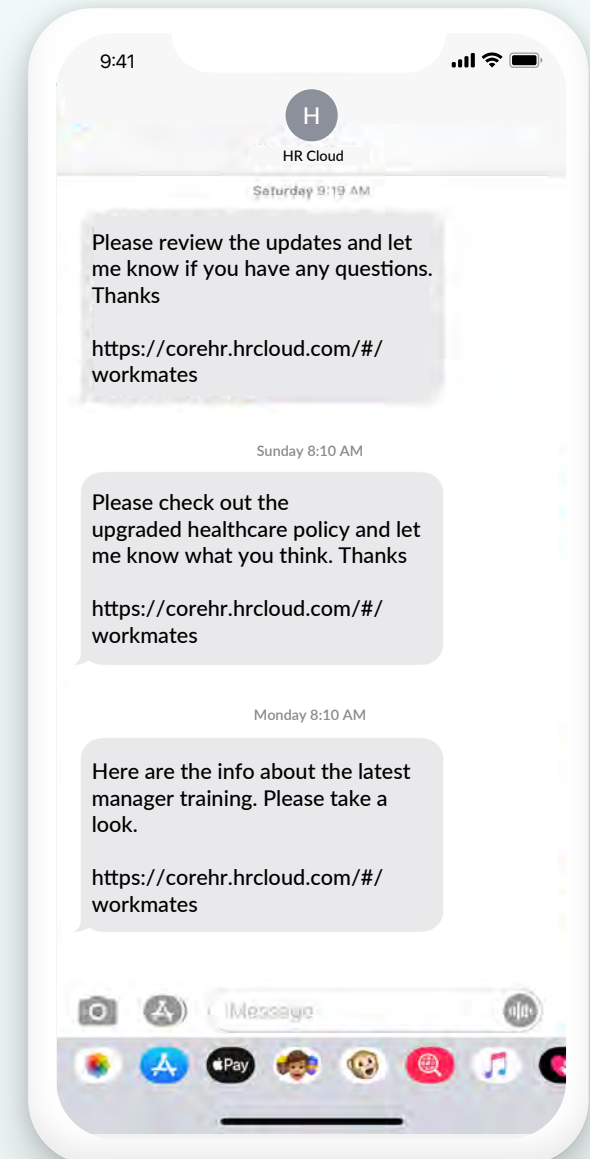 9:41
H
HR Cloud
Saturday 9:19 AM
Please review the updates and let
me know if you have any questions.
Thanks
https://corehr.hrcloud.com/#/
workmates
Sunday 8:10 AM
Please check out the
upgraded healthcare policy and let
me know what you think. Thanks
https://corehr.hrcloud.com/#/
workmates
Monday 8:10 AM
Here are the info about the latest
manager training. Please take a
look.
https://corehr.hrcloud.com/#/
workmates
iMessage
Pay